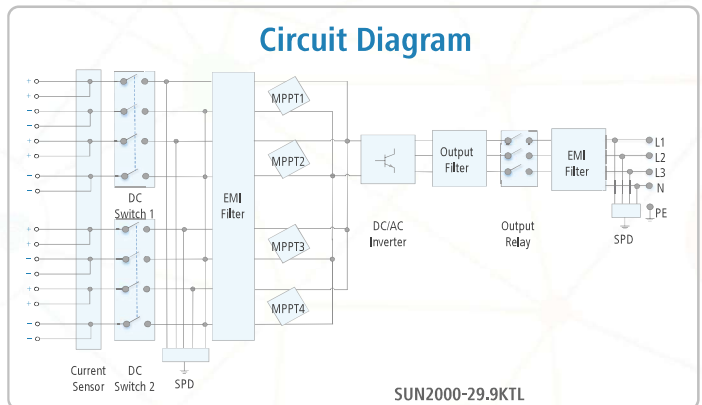 Circuit Diagram
+
+
-
-
+
+
-
-
DC
Switch 1
+
+
-
-
+
+
-
-
Current
Sensor
DC
Switch 2
SPD
EMI
Filter
MPPT1
MPPT2
MPPT3
MPPT4
DC/AC
Inverter
Output
Filter
Output
Relay
EMI
Filter
L1
L2
L3
N
PE
SPD
SUN2000-29.9KTL